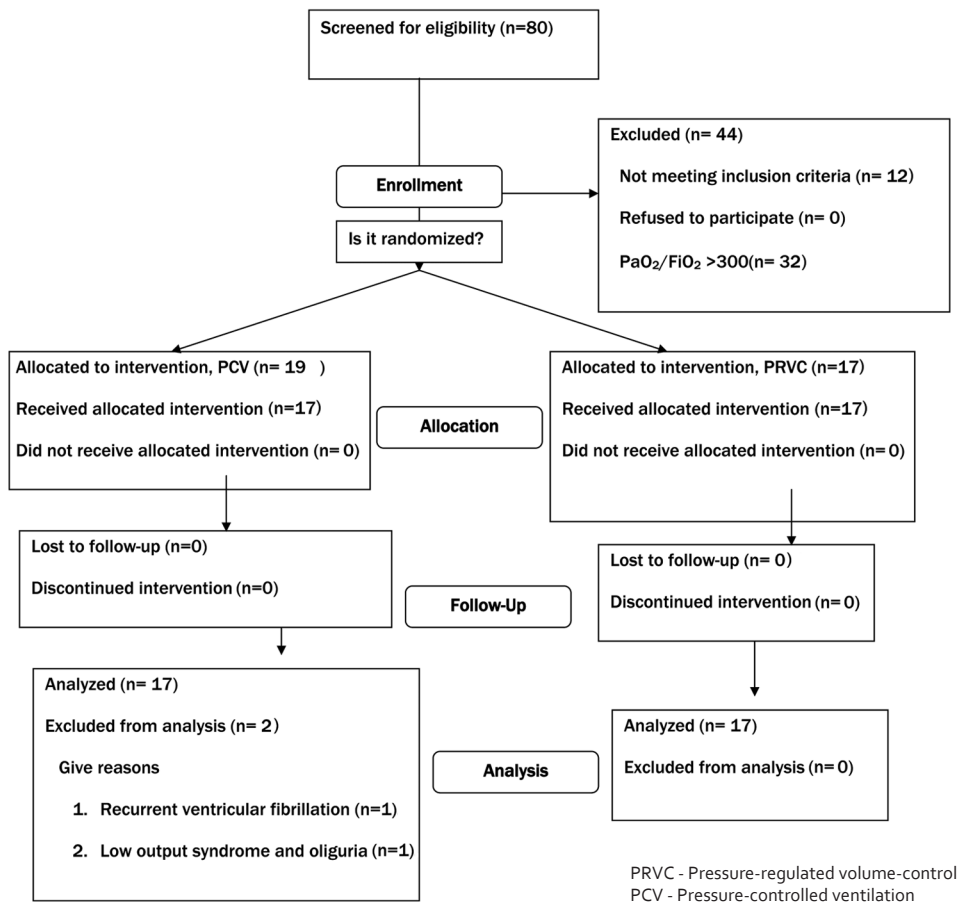 Screened for eligibility (n=80)
Excluded (n= 44)
Not meeting inclusion criteria (n= 12)
Refused to participate (n= 0)
PaO₂/FiO₂ >300(n= 32)
Enrollment
Is it randomized?
Allocated to intervention, PCV (n= 19 )
Received allocated intervention (n=17)
Did not receive allocated intervention (n= 0)
Allocated to intervention, PRVC (n=17)
Received allocated intervention (n=17)
Did not receive allocated intervention (n= 0)
Allocation
Lost to follow-up (n=0)
Discontinued intervention (n=0)
Lost to follow-up (n= 0)
Discontinued intervention (n= 0)
Follow-Up
Analyzed (n= 17)
Excluded from analysis (n= 2)
Give reasons
1. Recurrent ventricular fibrillation (n=1)
2. Low output syndrome and oliguria (n=1)
Analyzed (n= 17)
Excluded from analysis (n= 0)
Analysis
PRVC - Pressure-regulated volume-control
PCV - Pressure-controlled ventilation